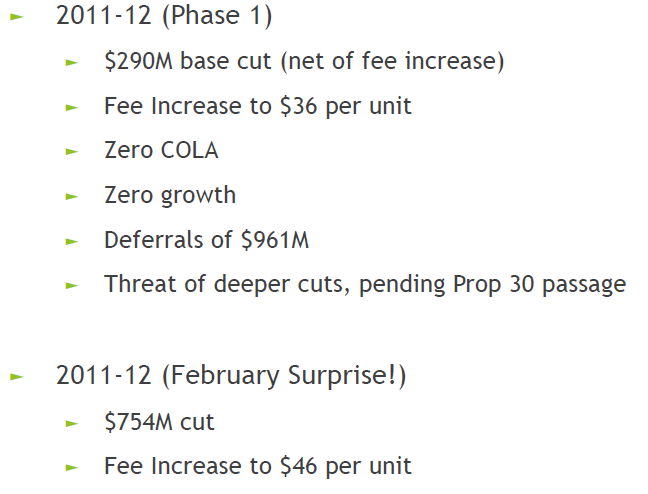 ► 2011-12 (Phase 1)
► $290M base cut (net of fee increase)
► Fee Increase to $36 per unit
► Zero COLA
► Zero growth
► Deferrals of $961M
► Threat of deeper cuts, pending Prop 30 passage
► 2011-12 (February Surprise!)
► $754M cut
► Fee Increase to $46 per unit